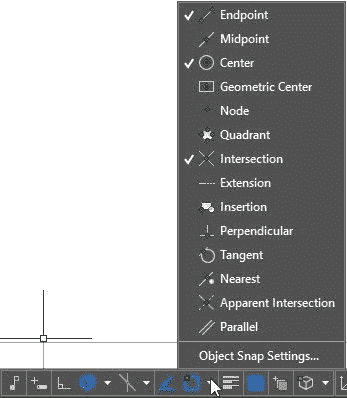 Endpoint
Midpoint
Center
Geometric Center
Node
Quadrant
Intersection
Extension
Insertion
Perpendicular
Tangent
Nearest
Apparent Intersection
Parallel
Object Snap Settings...